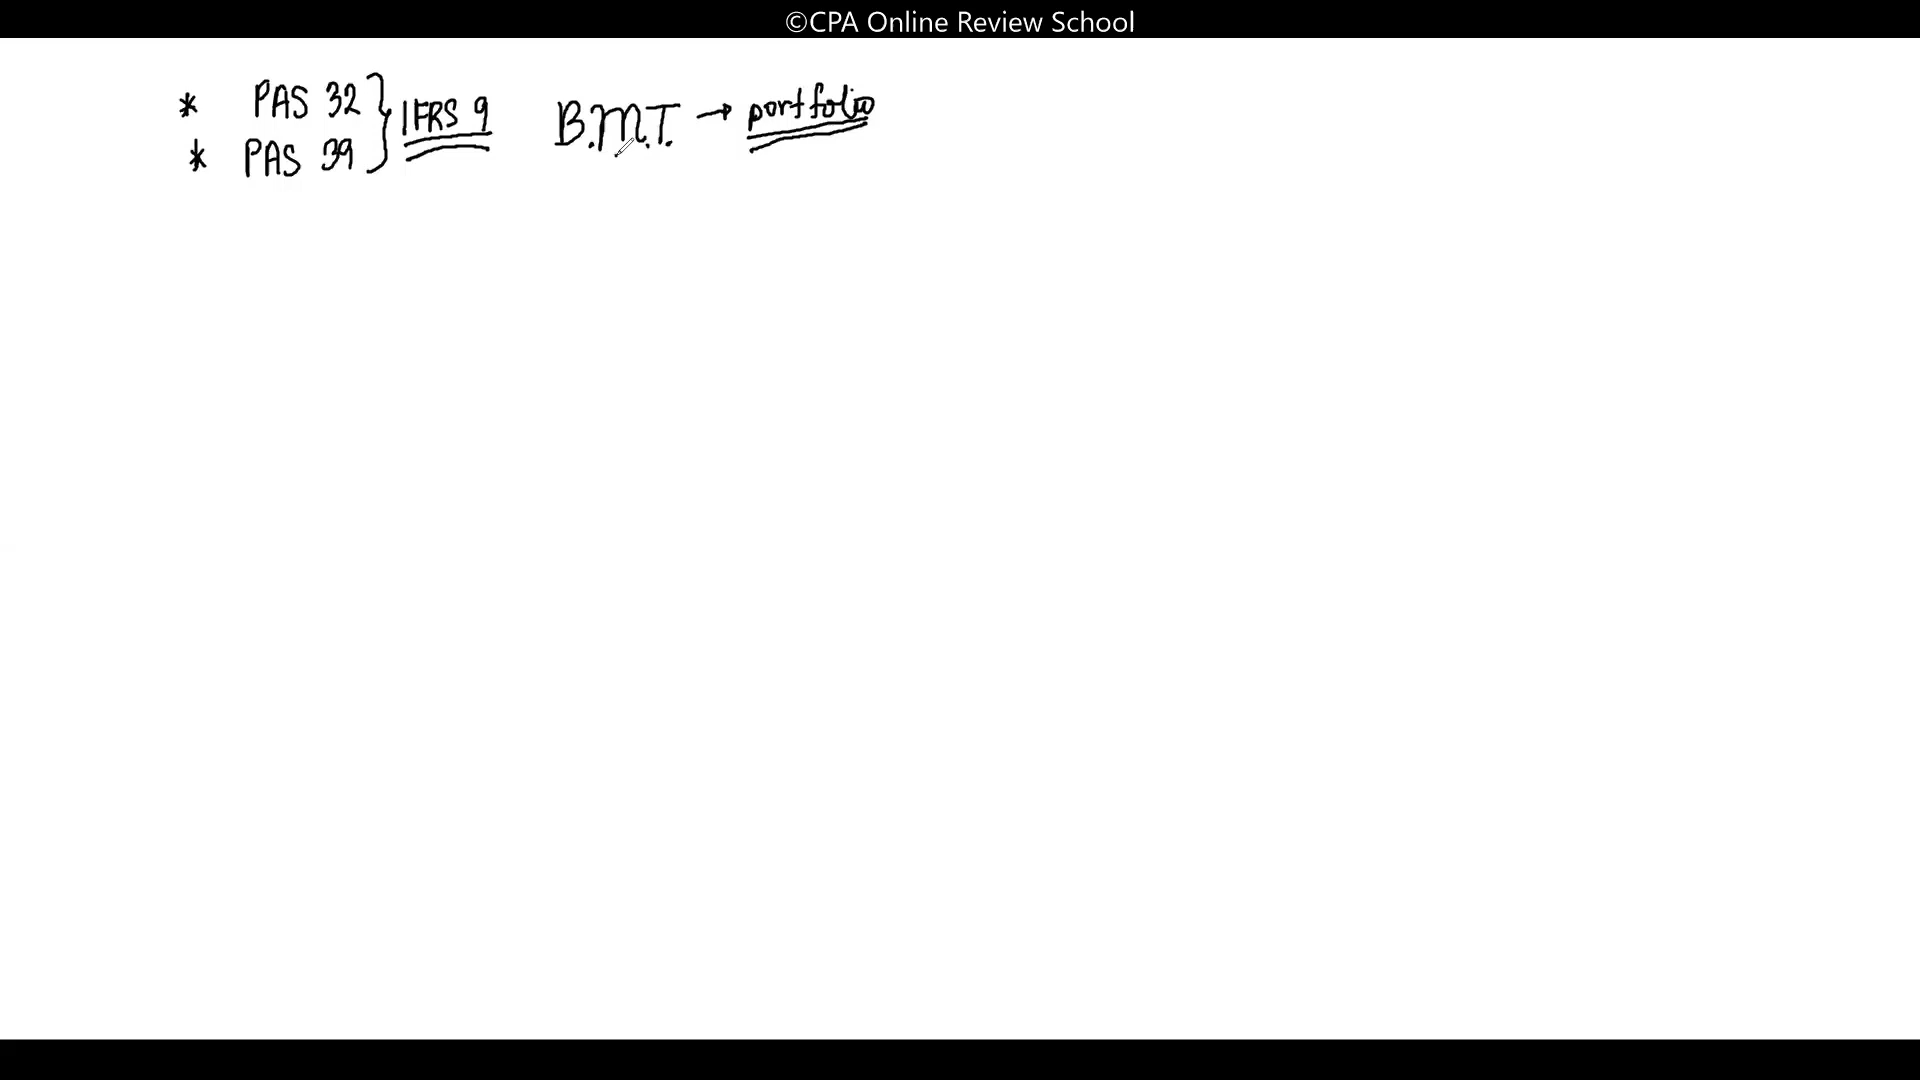 ©CPA Online Review School
* PAS 32 } IFRS 9 B.M.T. → portfolio
* PAS 39